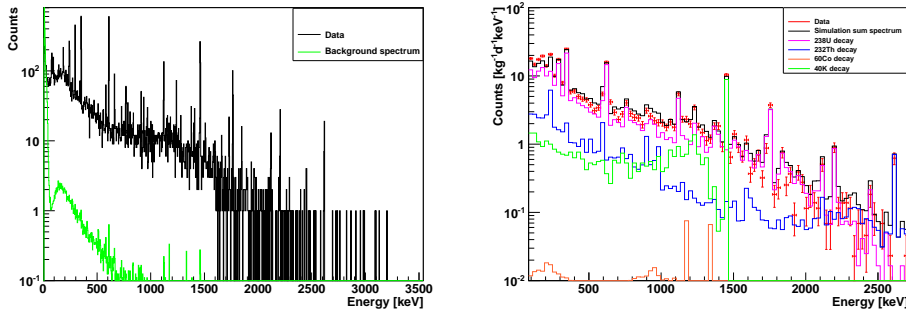 Counts
Data
Background spectrum
10²
10
1
10⁻¹
0 500 1000 1500 2000 2500 3000 3500
Energy [keV]
Counts [kg⁻¹d⁻¹keV⁻¹]
Data
Simulation sum spectrum
238U decay
232Th decay
60Co decay
40K decay
10²
10
1
10⁻¹
10⁻²
500 1000 1500 2000 2500
Energy [keV]